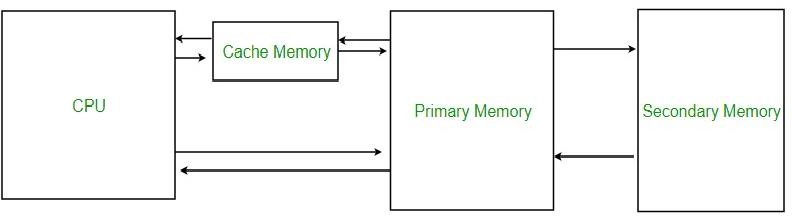 CPU
Cache Memory
Primary Memory
Secondary Memory